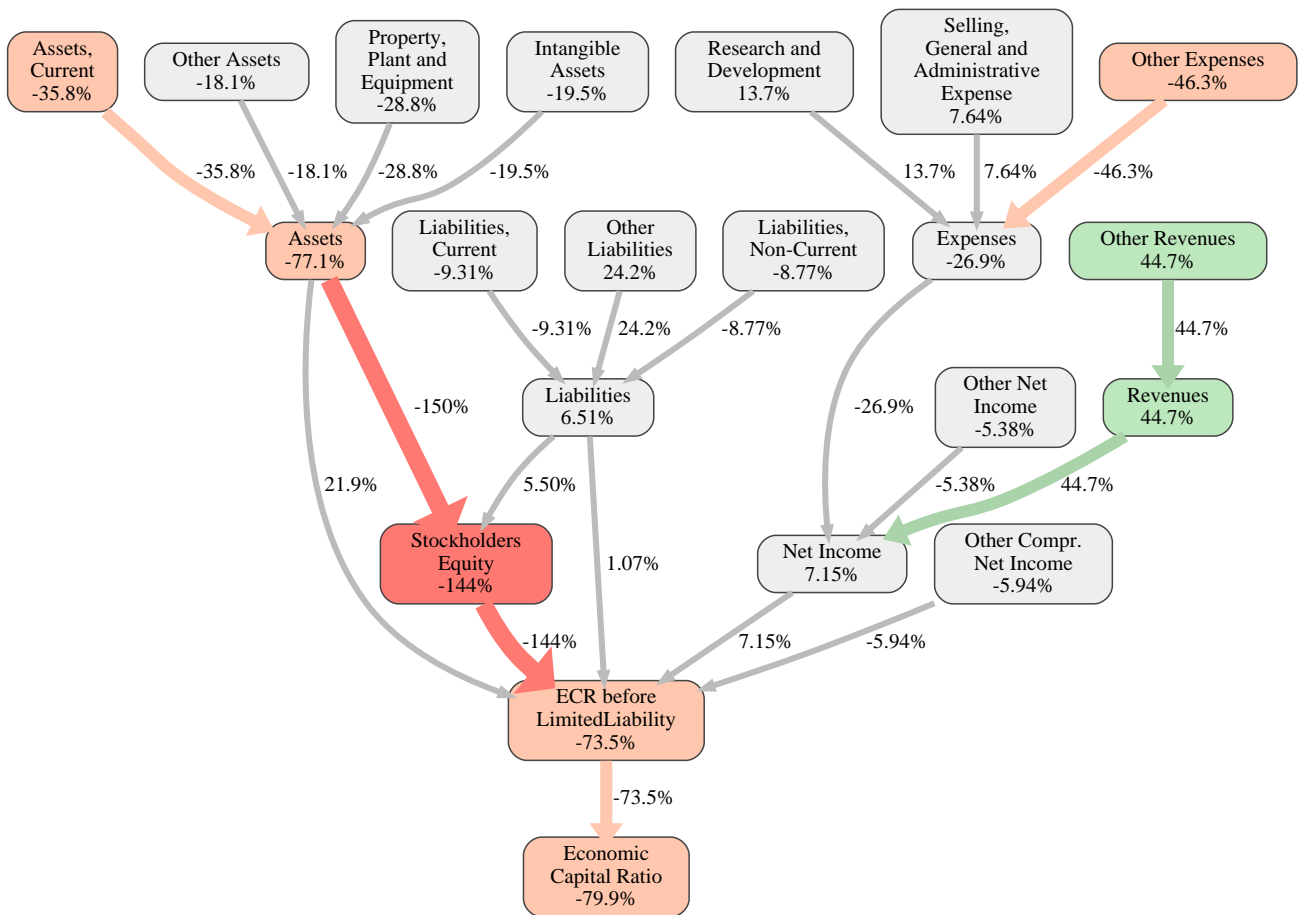 Assets,
Current
-35.8%
Other Assets
-18.1%
Property,
Plant and
Equipment
-28.8%
Intangible
Assets
-19.5%
Research and
Development
13.7%
Selling,
General and
Administrative
Expense
7.64%
Other Expenses
-46.3%
-35.8%
-18.1%
-28.8%
-19.5%
13.7%
7.64%
-46.3%
Assets
-77.1%
Liabilities,
Current
-9.31%
Other
Liabilities
24.2%
Liabilities,
Non-Current
-8.77%
Expenses
-26.9%
Other Revenues
44.7%
-9.31%
24.2%
-8.77%
44.7%
-150%
Liabilities
6.51%
-26.9%
Other Net
Income
-5.38%
Revenues
44.7%
21.9%
5.50%
-5.38%
44.7%
Stockholders
Equity
-144%
1.07%
Net Income
7.15%
Other Compr.
Net Income
-5.94%
-144%
7.15%
-5.94%
ECR before
LimitedLiability
-73.5%
-73.5%
Economic
Capital Ratio
-79.9%